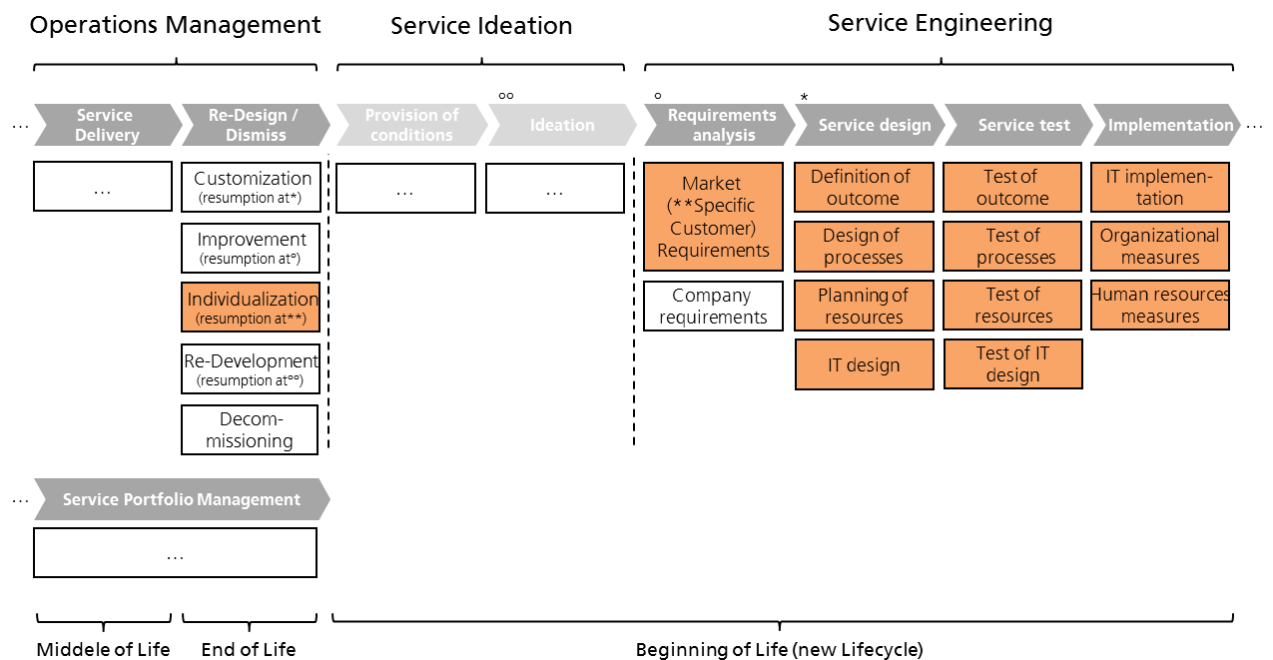 Operations Management
Service Ideation
Service Engineering
°° ° *
... Service Delivery
Re-Design / Dismiss
Provision of conditions
Ideation
Requirements analysis
Service design
Service test
Implementation ...
...
Customization
(resumption at*)
Improvement
(resumption at°)
Individualization
(resumption at**)
Re-Development
(resumption at°°)
Decom-
missioning
...
...
Market
(**Specific
Customer)
Requirements
Company
requirements
Definition of
outcome
Design of
processes
Planning of
resources
IT design
Test of
outcome
Test of
processes
Test of
resources
Test of IT
design
IT implemen-
tation
Organizational
measures
Human resources
measures
... Service Portfolio Management
...
Middele of Life
End of Life
Beginning of Life (new Lifecycle)